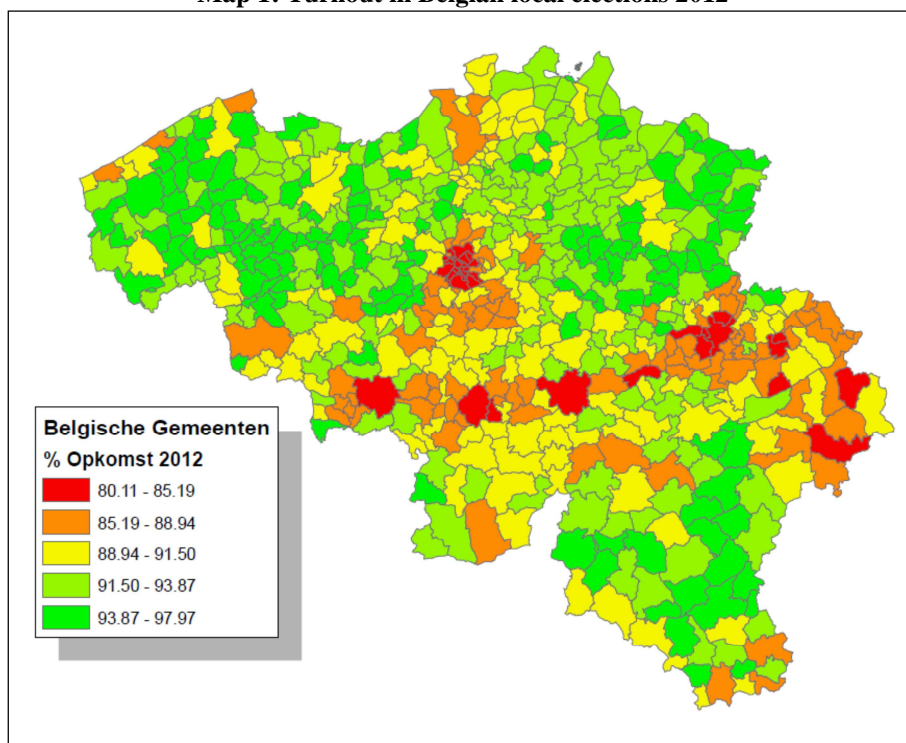 Map 1: Turnout in Belgian local elections 2012
Belgische Gemeenten
% Opkomst 2012
80.11 - 85.19
85.19 - 88.94
88.94 - 91.50
91.50 - 93.87
93.87 - 97.97